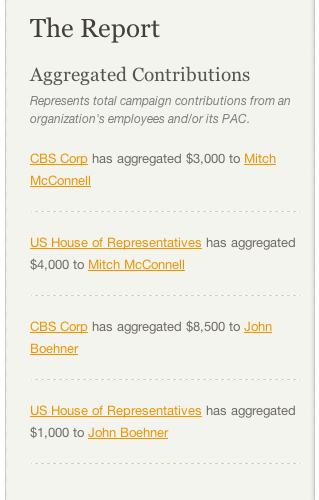 The Report
Aggregated Contributions
Represents total campaign contributions from an
organization's employees and/or its PAC.
CBS Corp has aggregated $3,000 to Mitch
McConnell
US House of Representatives has aggregated
$4,000 to Mitch McConnell
CBS Corp has aggregated $8,500 to John
Boehner
US House of Representatives has aggregated
$1,000 to John Boehner